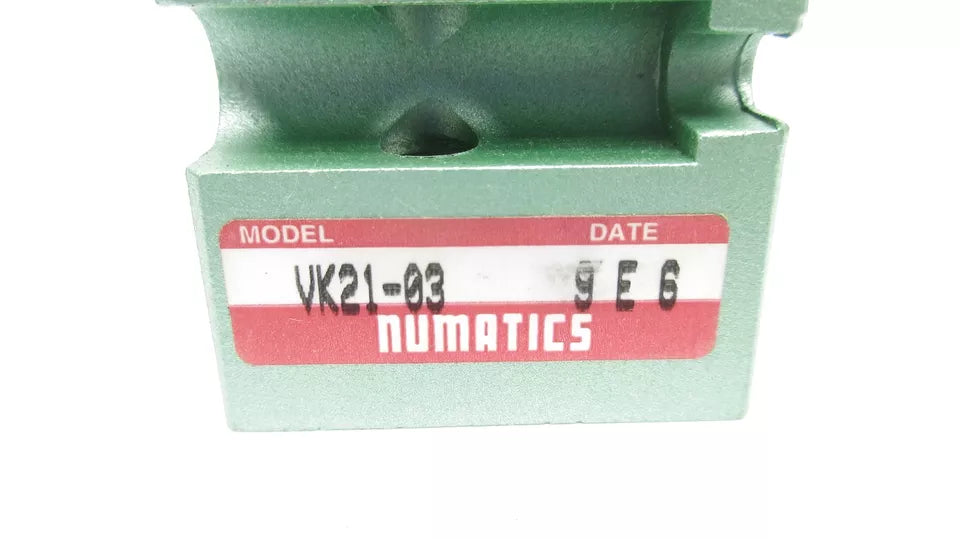 MODEL DATE
VK21-03 9 E 6
NUMATICS